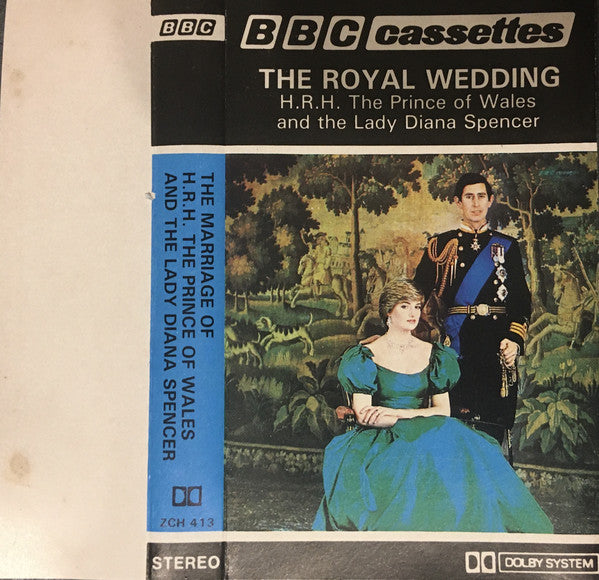 BBC
BBC cassettes
THE ROYAL WEDDING
H.R.H. The Prince of Wales
and the Lady Diana Spencer
THE MARRIAGE OF
H.R.H. THE PRINCE OF WALES
AND THE LADY DIANA SPENCER
ZCH 413
STEREO
DOLBY SYSTEM